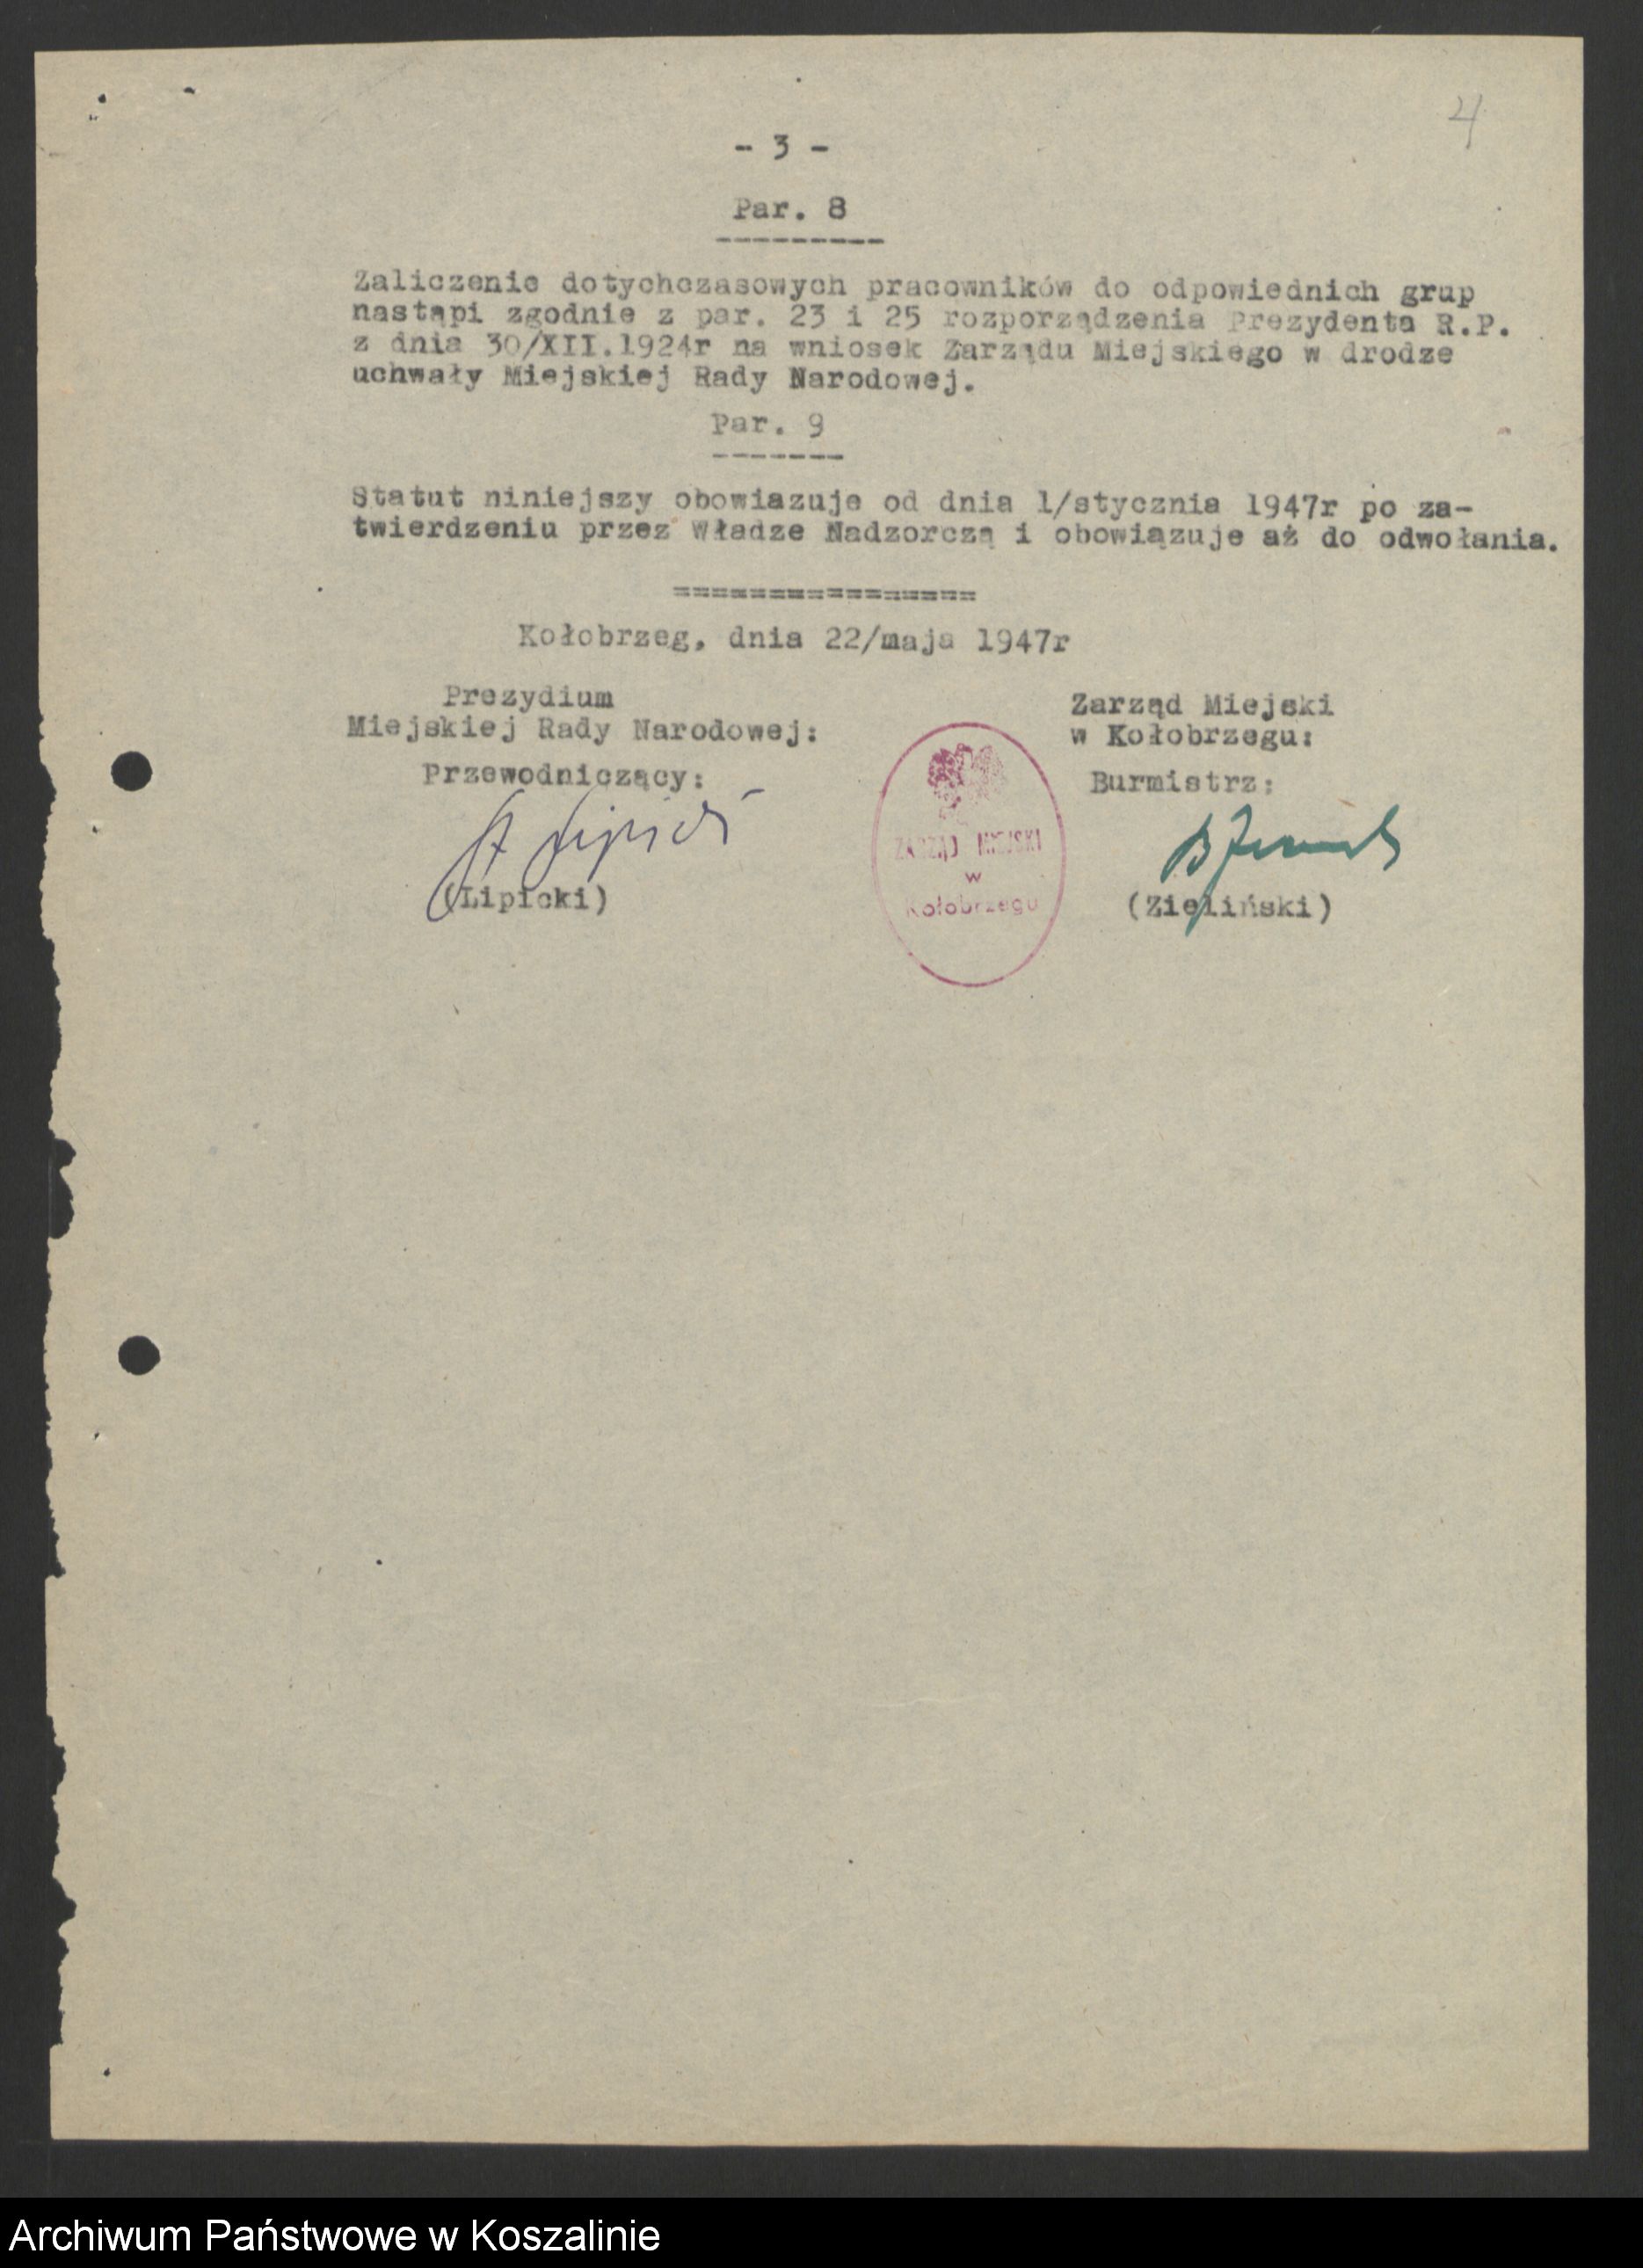 4
- 3 -
Par. 8
Zaliczenie dotychczasowych pracowników do odpowiednich grup
nastąpi zgodnie z par. 23 i 25 rozporządzenia Prezydenta R.P.
z dnia 30/XII.1924r na wniosek Zarządu Miejskiego w drodze
uchwały Miejskiej Rady Narodowej.
Par. 9
Statut niniejszy obowiazuje od dnia 1/stycznia 1947r po za-
twierdzeniu przez Władze Nadzorczą i obowiązuje aż do odwołania.
================
Kołobrzeg, dnia 22/maja 1947r
Prezydium
Miejskiej Rady Narodowej:
Przewodniczący:
(Lipicki)
ZARZĄD MIEJSKI
w
Kołobrzegu
Zarząd Miejski
w Kołobrzegu:
Burmistrz:
(Zieliński)
Archiwum Państwowe w Koszalinie